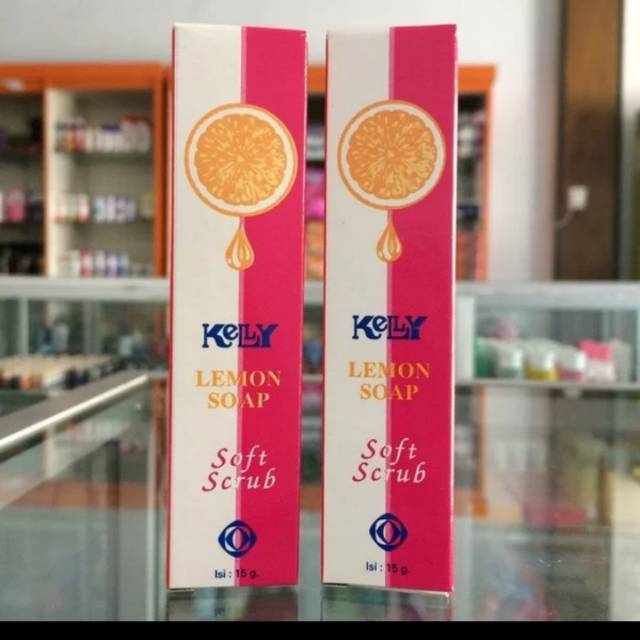 KELLY
LEMON
SOAP
Soft
Scrub
Isi : 15 g.
KELLY
LEMON
SOAP
Soft
Scrub
Isi : 15 g.